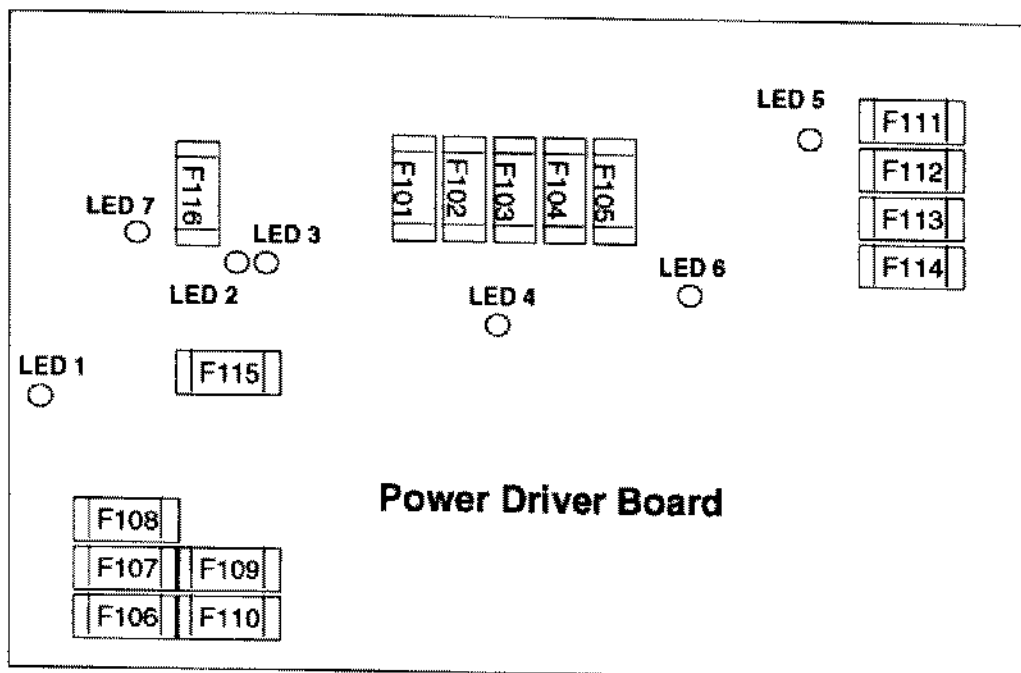 LED 5
F111
F112
F113
F114
F116
F101
F102
F103
F104
F105
LED 7
LED 3
LED 2
LED 6
LED 4
LED 1
F115
Power Driver Board
F108
F107
F109
F106
F110